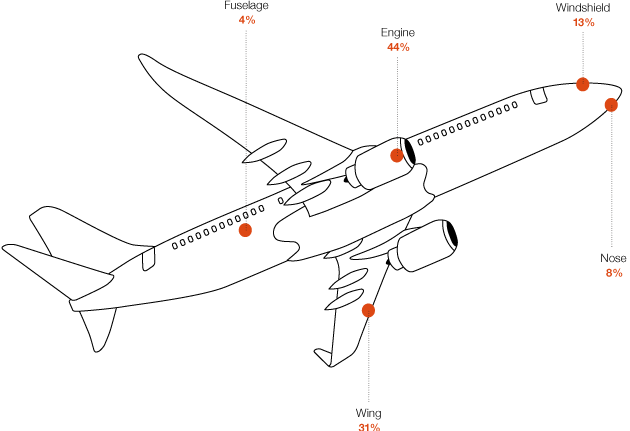 Fuselage
4%
Engine
44%
Windshield
13%
Nose
8%
Wing
31%